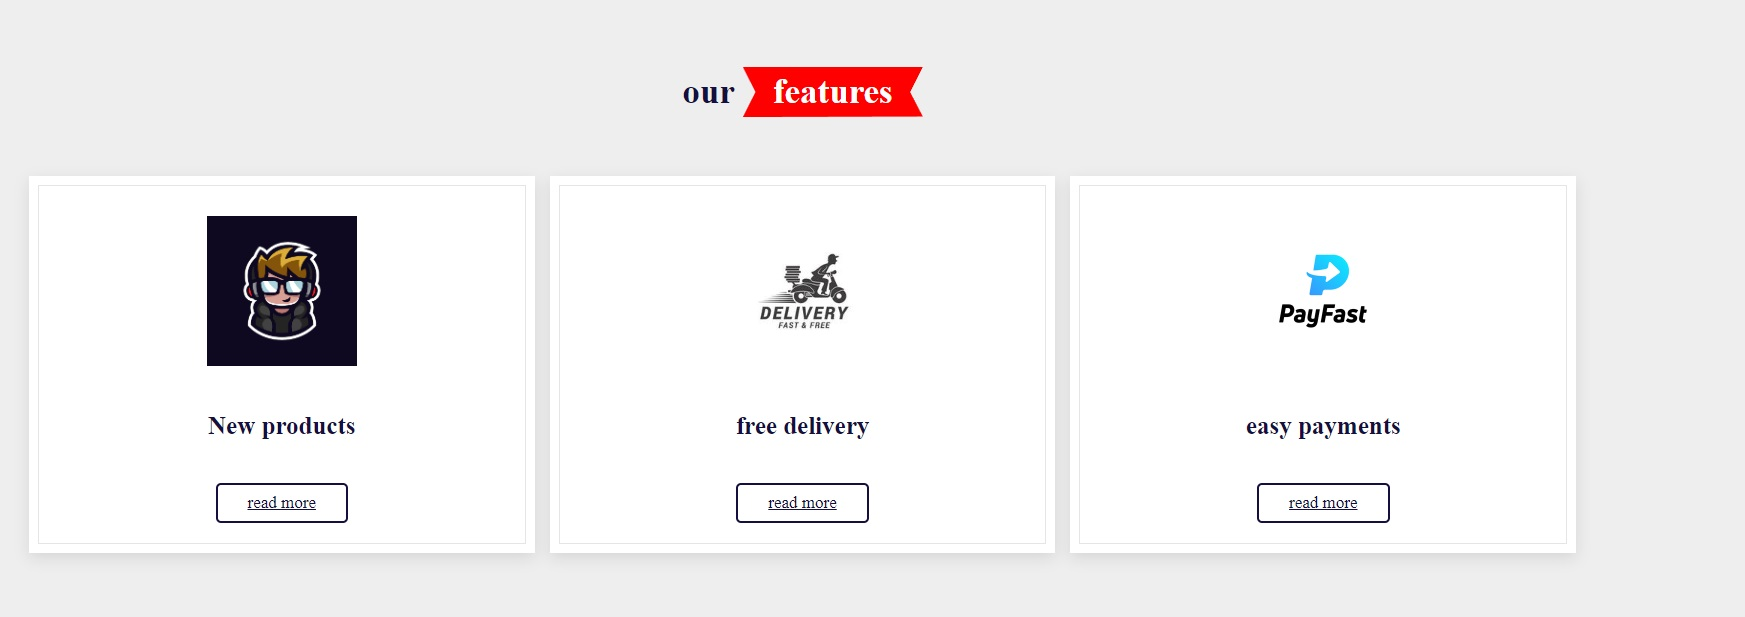 our features
DELIVERY
FAST & FREE
PayFast
New products
free delivery
easy payments
read more
read more
read more